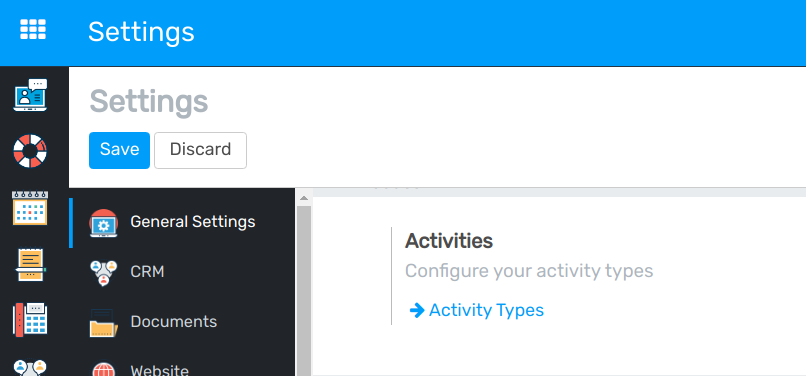 Settings
Settings
Save Discard
General Settings
CRM
Documents
Website
Activities
Configure your activity types
Activity Types